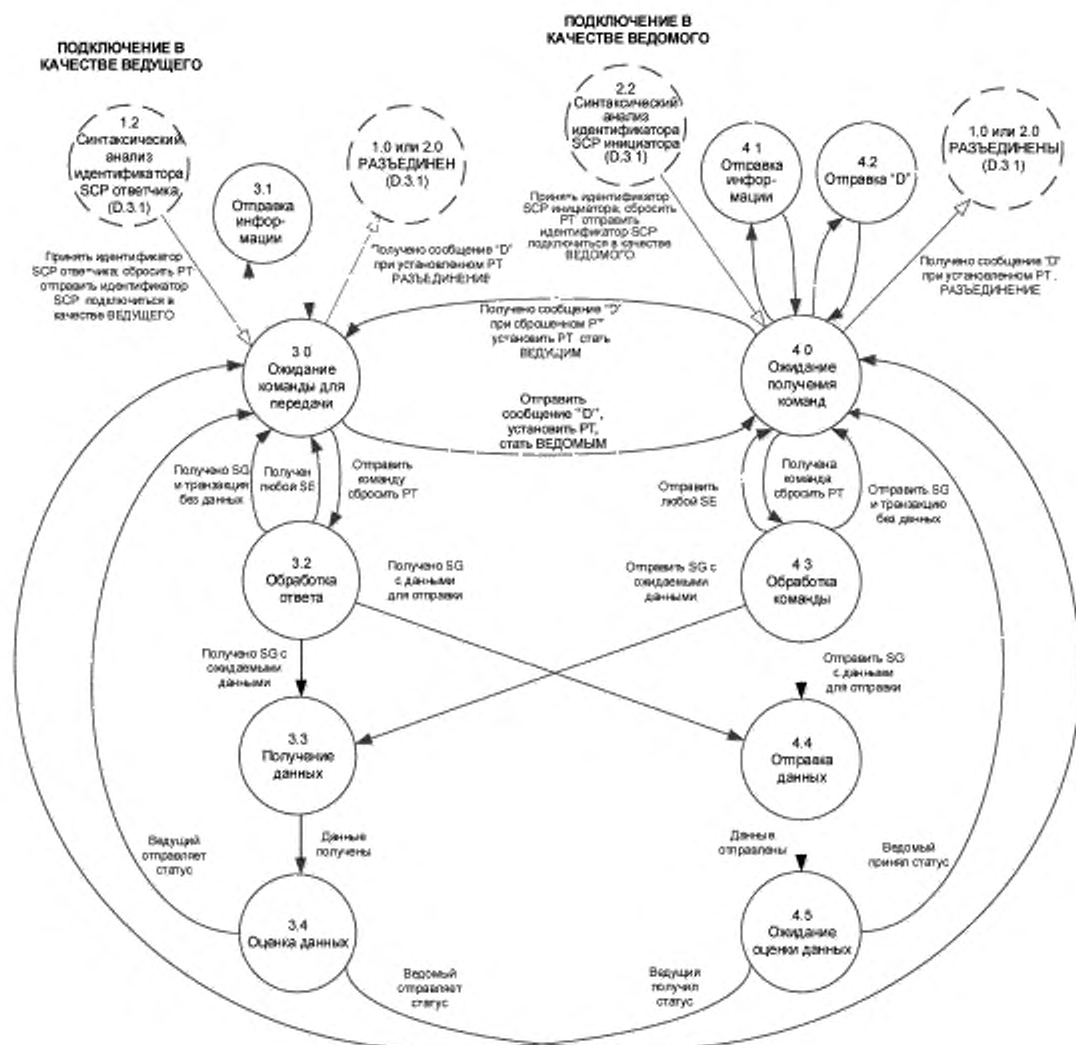 ПОДКЛЮЧЕНИЕ В
КАЧЕСТВЕ ВЕДУЩЕГО
ПОДКЛЮЧЕНИЕ В
КАЧЕСТВЕ ВЕДОМОГО
1.2
Синтаксический
анализ
идентификатора
SCP ответчика,
(D.3.1)
3.1
Отправка
инфор-
мации
1.0 или 2.0
РАЗЪЕДИНЕН
(D.3.1)
2.2
Синтаксический
анализ
идентификатора
SCP инициатора
(D.3 1)
4 1
Отправка
инфор-
мации
4.2
Отправка "D"
1.0 или 2.0
РАЗЪЕДИНЕНЫ
(D.3 1)
Принять идентификатор
SCP ответчика; сбросить PT
отправить идентификатор
SCP подключиться в
качестве ВЕДУЩЕГО
Получено сообщение "D"
при установленном PT
РАЗЪЕДИНЕНИЕ
Принять идентификатор
SCP инициатора; сбросить
PT отправить
идентификатор SCP
подключиться в качестве
ВЕДОМОГО
Получено сообщение "D"
при установленном PT .
РАЗЪЕДИНЕНИЕ
Получено сообщение "D"
при сброшенном PT
установить PT стать
ВЕДУЩИМ
3 0
Ожидание
команды для
передачи
4 0
Ожидание
получения
команд
Отправить
сообщение "D",
установить PT,
стать ВЕДОМЫМ
Получено SG
и транзакция
без данных
Получен
любой SE
Отправить
команду
сбросить PT
Отправить
любой SE
Получена
команда
сбросить PT
Отправить SG
и транзакцию
без данных
3.2
Обработка
ответа
Получено SG
с данными
для отправки
Отправить SG с
ожидаемыми
данными
4 3
Обработка
команды
Получено SG с
ожидаемыми
данными
Отправить SG
с данными
для отправки
3.3
Получение
данных
4.4
Отправка
данных
Ведущий
отправляет
статус
Данные
получены
Данные
отправлены
Ведомый
принял статус
3.4
Оценка данных
4.5
Ожидание
оценки данных
Ведомый
отправляет
статус
Ведущий
получил
статус